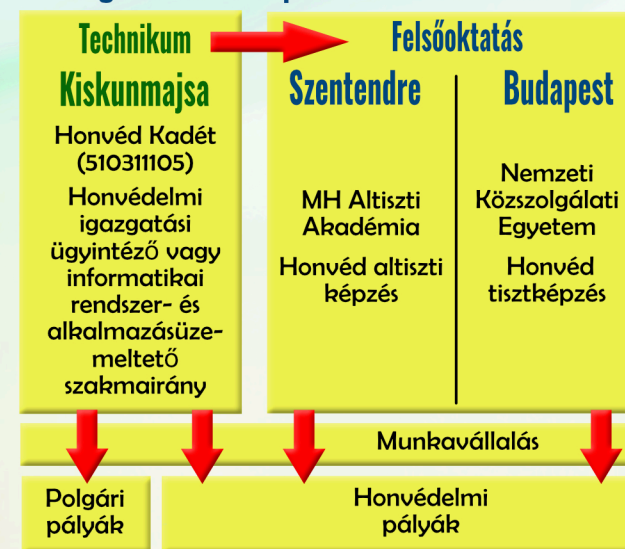 Technikum
Kiskunmajsa
Honvéd Kadét
(510311105)
Honvédelmi
igazgatási
ügyintéző vagy
informatikai
rendszer- és
alkalmazásüze-
meltető
szakmairány
Felsőoktatás
Szentendre
MH Altiszti
Akadémia
Honvéd altiszti
képzés
Budapest
Nemzeti
Közszolgálati
Egyetem
Honvéd
tisztképzés
Munkavállalás
Polgári
pályák
Honvédelmi
pályák